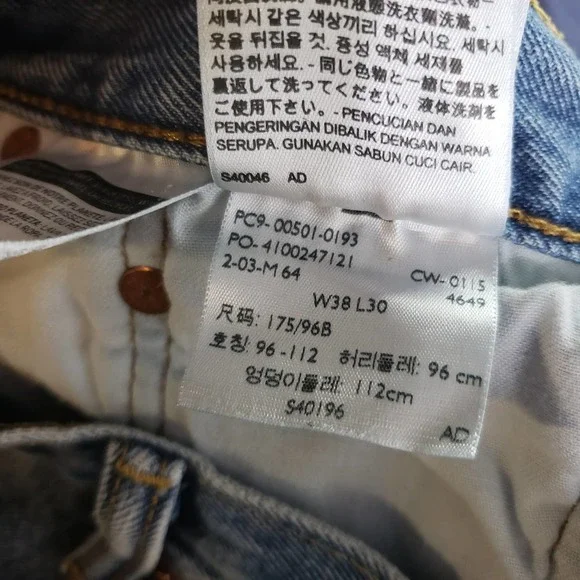 세탁시 같은 색상끼리 하십시요. 세탁시
옷을 뒤집을 것. 중성 액체 세제를
사용하세요. - 同じ色物と一緒に製品を
裏返して洗ってください。液体洗剤を
ご使用下さい。- PENCUCIAN DAN
PENGERINGAN DIBALIK DENGAN WARNA
SERUPA. GUNAKAN SABUN CUCI CAIR.
S40046 AD
PC9- 00501-0193
PO- 4100247121
2-03-M 64
CW- 0115
4649
W38 L30
尺码: 175/96B
호칭: 96 -112 허리둘레: 96 cm
엉덩이둘레: 112cm
S40196
AD